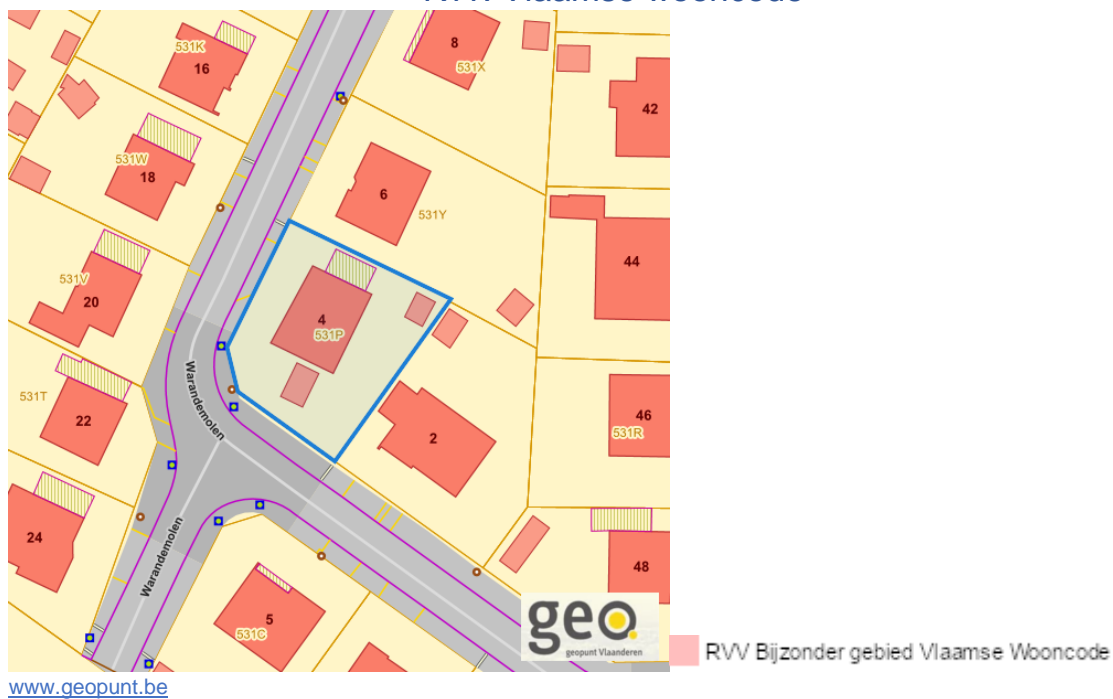 RVV Vlaamse wooncode
8
531K
531X
16
42
531W
18
6
531Y
44
531V
20
4
531P
Warandemolen
531T
22
2
46
531R
24
Warandemolen
48
5
531C
geo.
geopunt Vlaanderen
RVV Bijzonder gebied Vlaamse Wooncode
www.geopunt.be